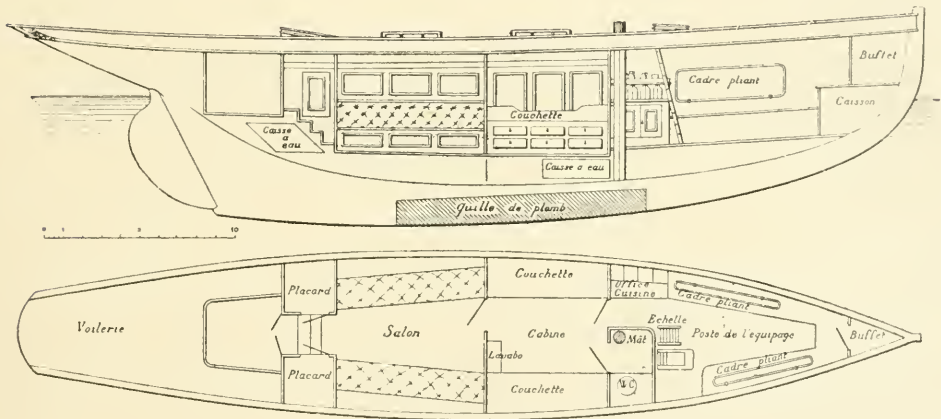 Buffet
Cadre pliant
Caisson
Couchette
Caisse
a
eau
Caisse a eau
Quille de plomb
0 1 10
Couchette
Office
Cuisine
Cadre pliant
Placard
Voilerie
Salon
Cabine
Echelle
Mât
Poste de l'équipage
Buffet
Lavabo
Placard
Couchette
W C
Cadre pliant